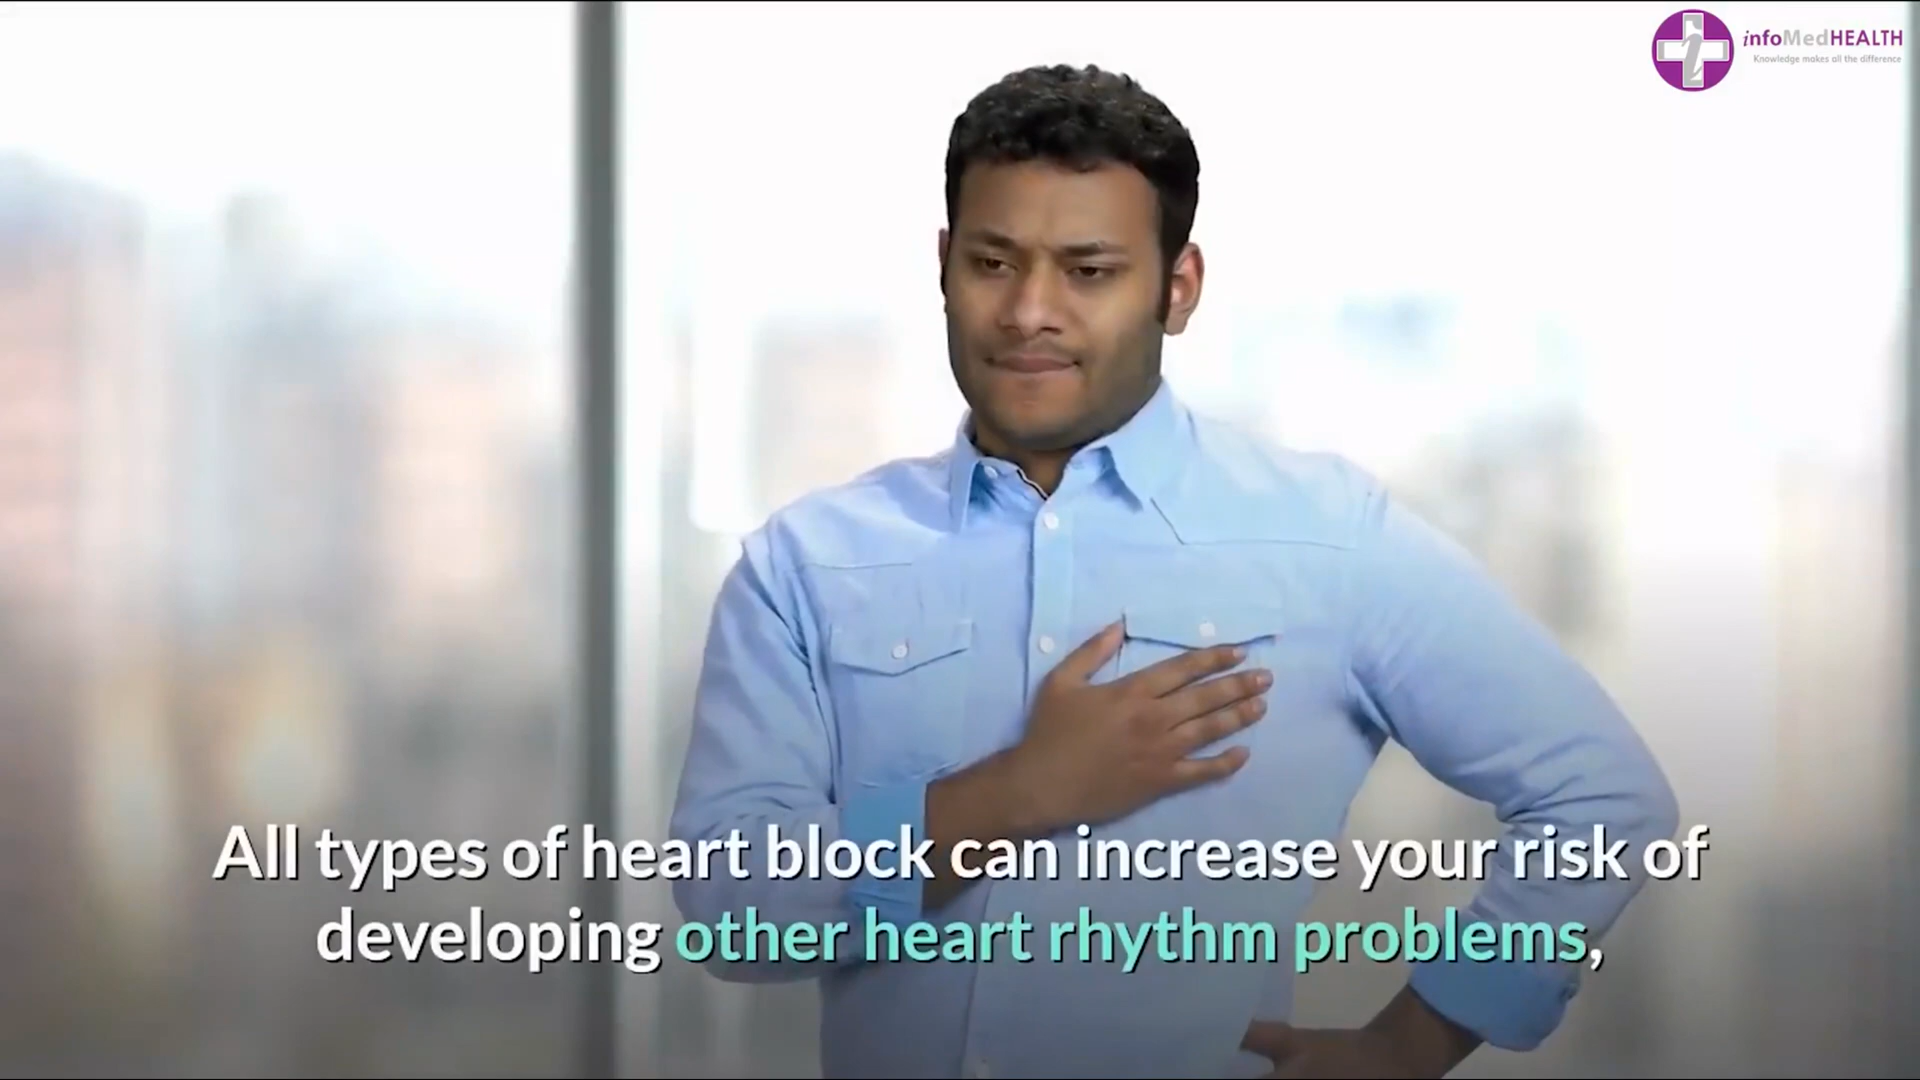 infoMedHEALTH
Knowledge makes all the difference
All types of heart block can increase your risk of
developing other heart rhythm problems,